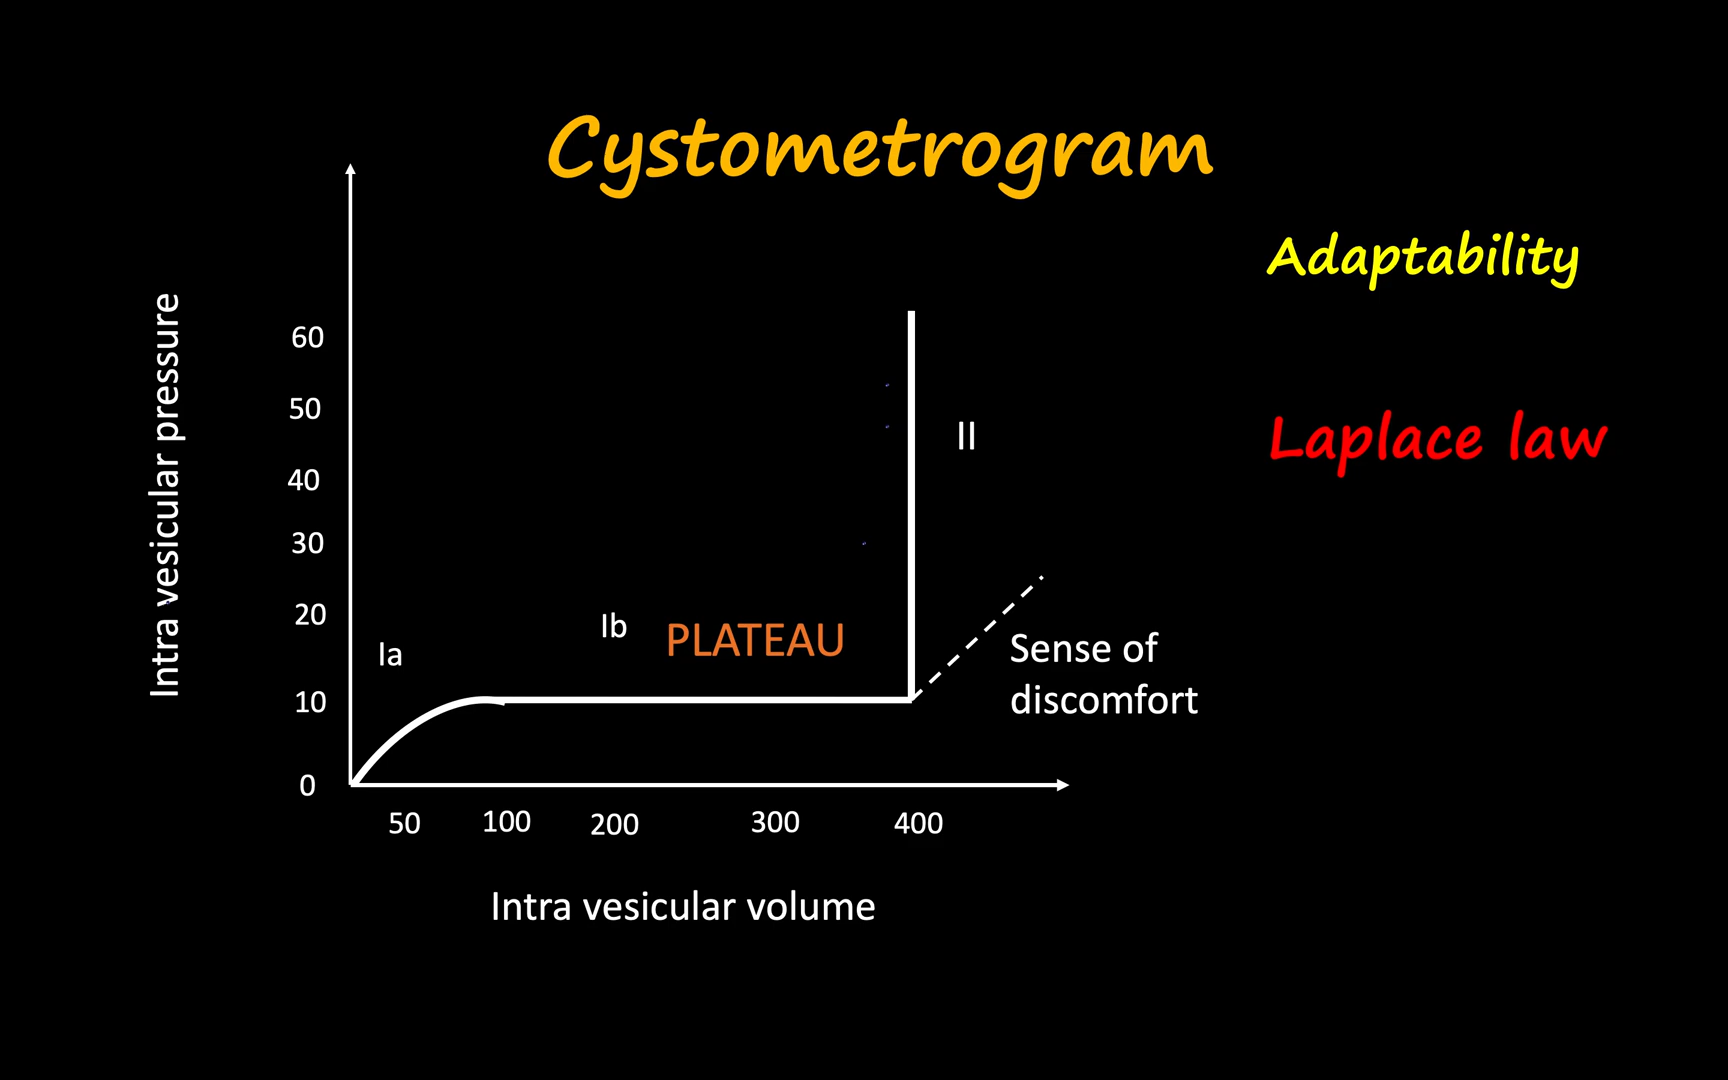 Cystometrogram
Adaptability
Laplace law
Intra vesicular pressure
60
50
40
30
20
10
0
Ia
Ib
PLATEAU
II
Sense of
discomfort
50
100
200
300
400
Intra vesicular volume